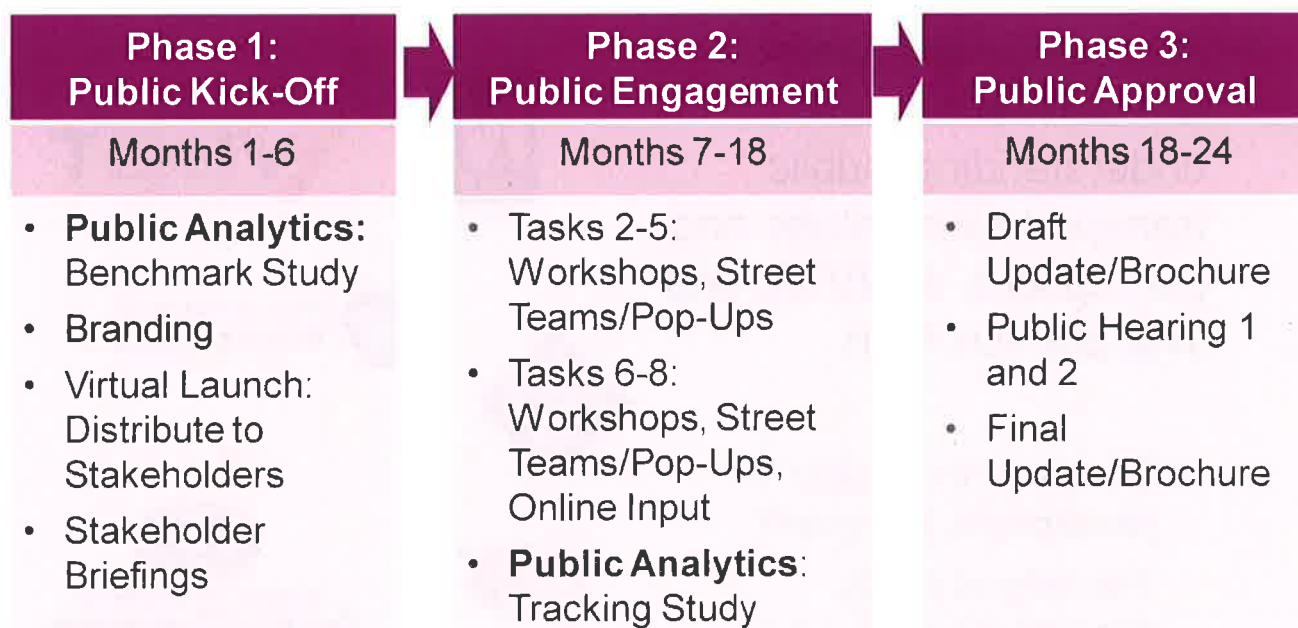 Phase 1:
Public Kick-Off
Months 1-6
• Public Analytics:
Benchmark Study
• Branding
• Virtual Launch:
Distribute to
Stakeholders
• Stakeholder
Briefings
Phase 2:
Public Engagement
Months 7-18
• Tasks 2-5:
Workshops, Street
Teams/Pop-Ups
• Tasks 6-8:
Workshops, Street
Teams/Pop-Ups,
Online Input
• Public Analytics:
Tracking Study
Phase 3:
Public Approval
Months 18-24
• Draft
Update/Brochure
• Public Hearing 1
and 2
• Final
Update/Brochure